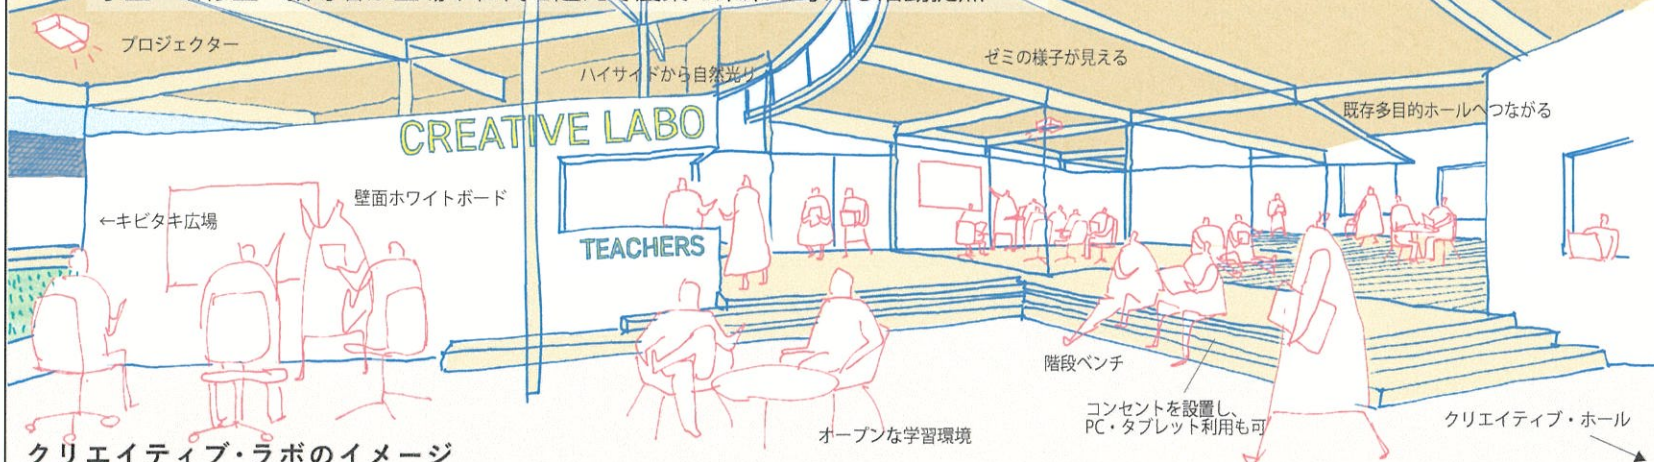 プロジェクター
ゼミの様子が見える
ハイサイドから自然光り
既存多目的ホールへつながる
CREATIVE LABO
壁面ホワイトボード
←キビタキ広場
TEACHERS
階段ベンチ
コンセントを設置し、
PC・タブレット利用も可
オープンな学習環境
クリエイティブ・ホール
クリエイティブ・ラボのイメージ